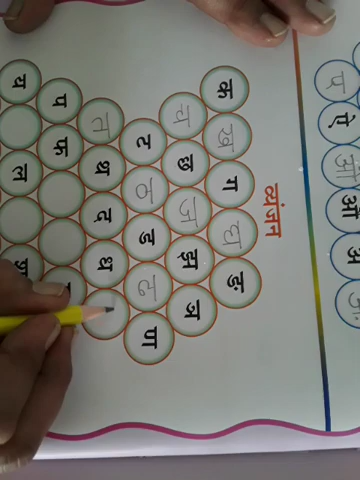 ए ऐ ओ औ अं अः
व्यंजन
क ख ग घ ङ
च छ ज झ ञ
ट ठ ड ढ ण
त थ द ध
प फ
य ल